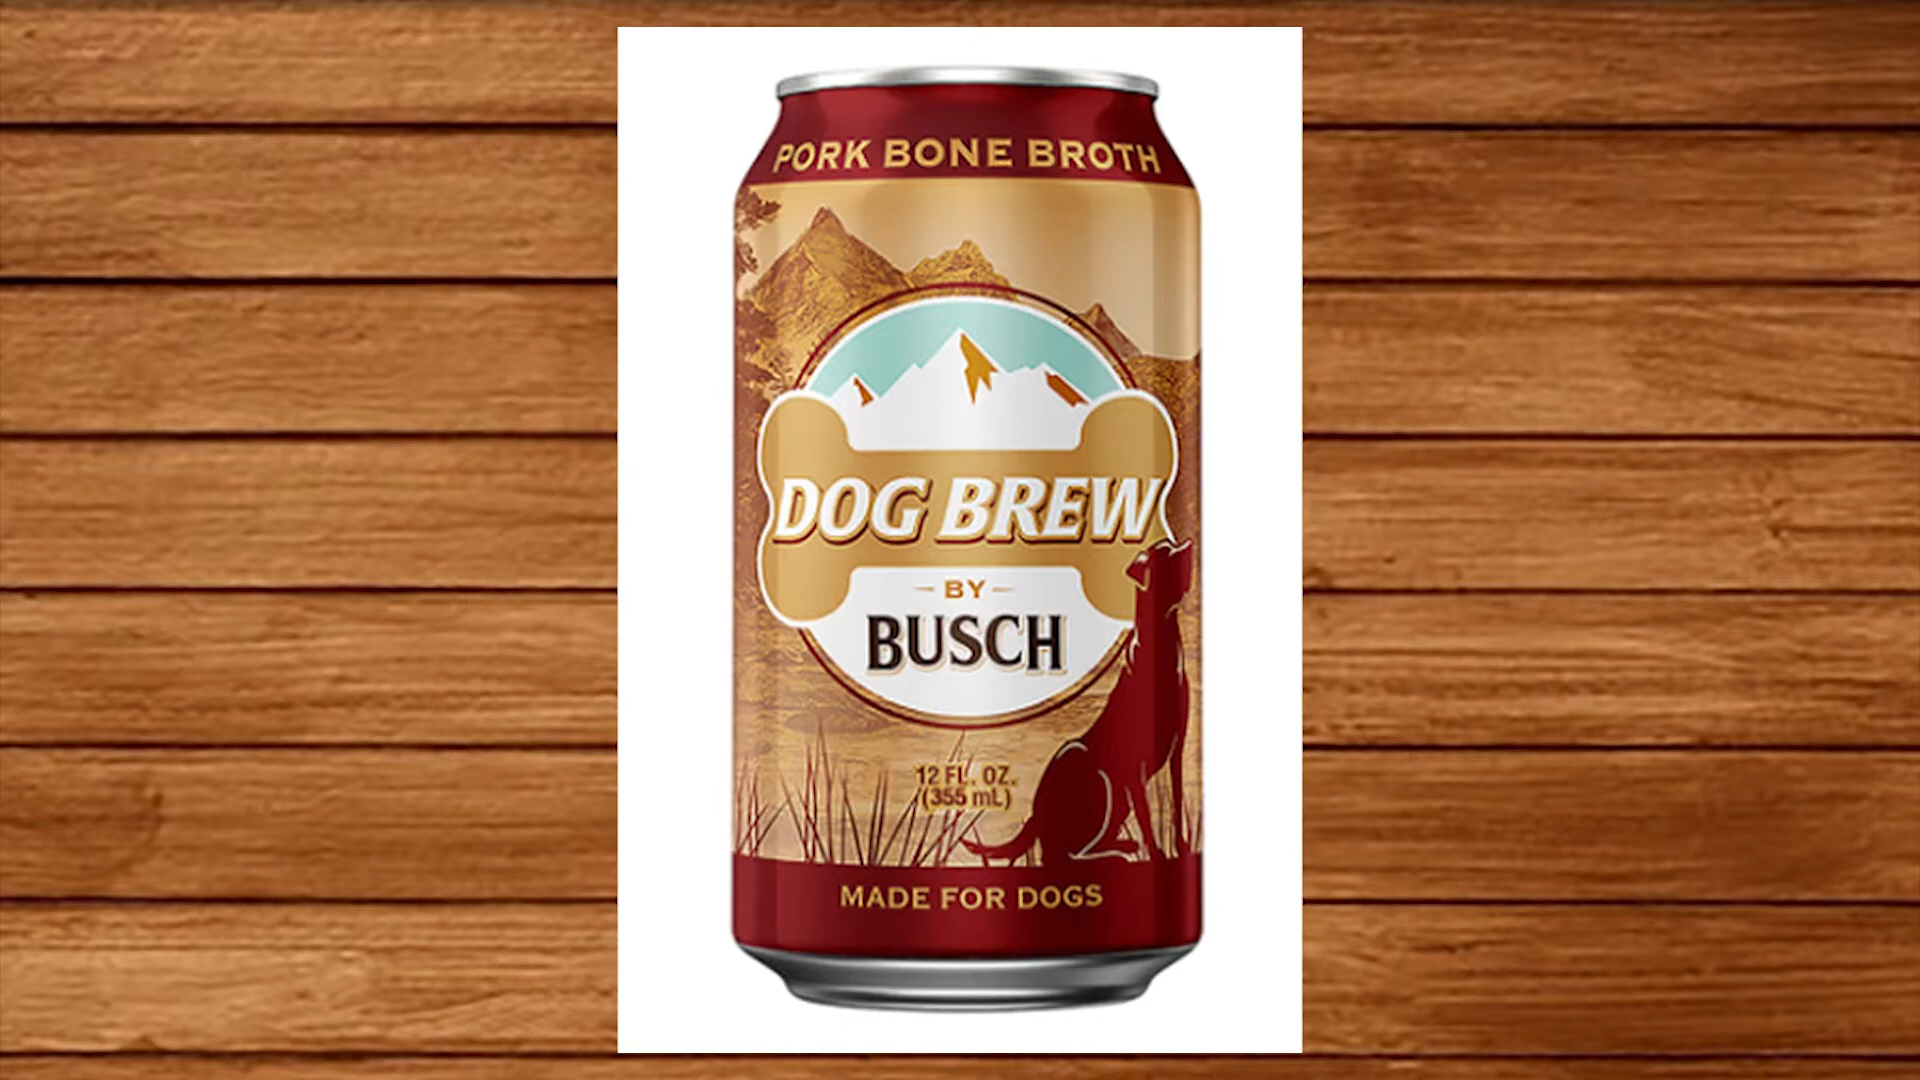 PORK BONE BROTH
DOG BREW
BY
BUSCH
12 FL. OZ.
(355 mL)
MADE FOR DOGS